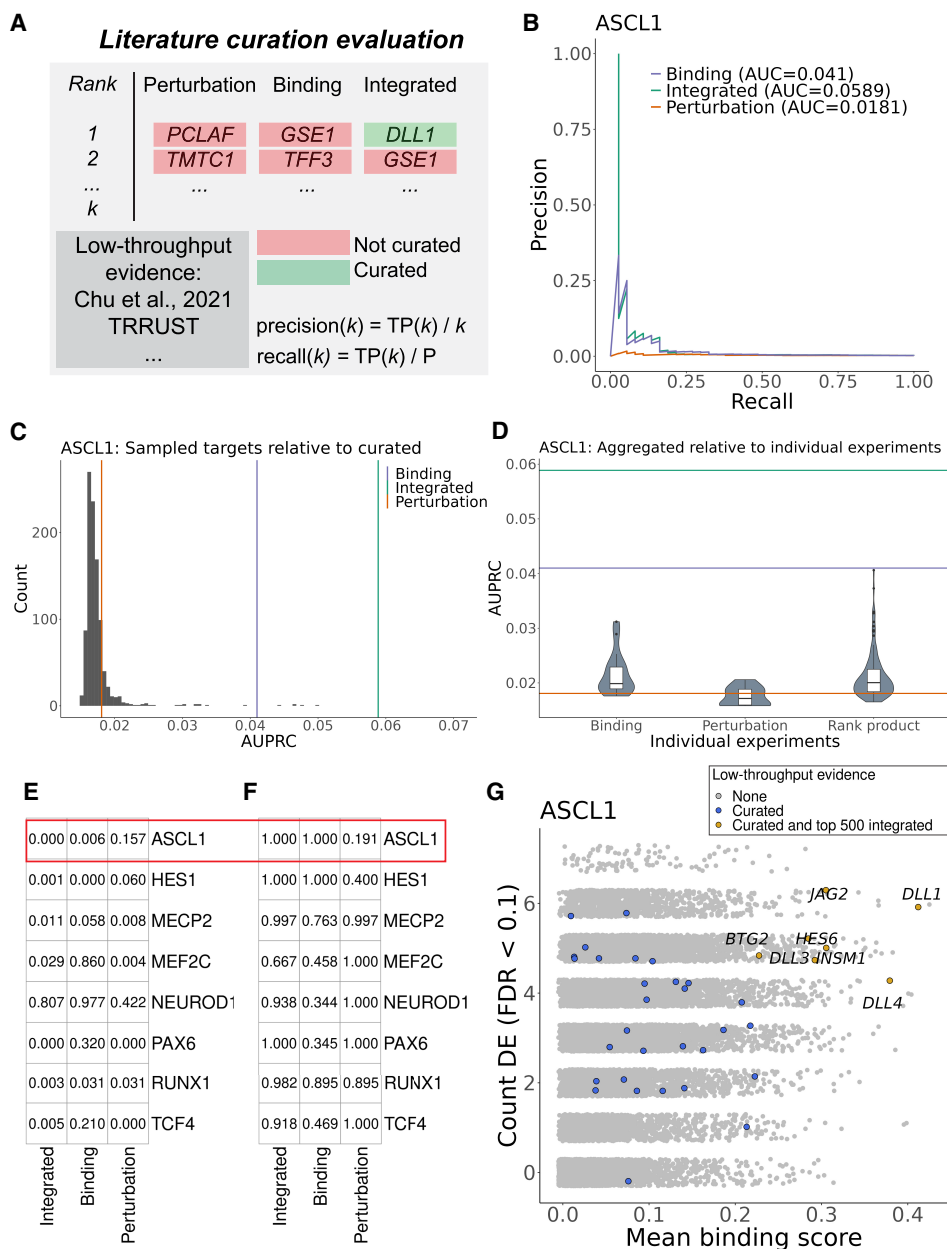 A
Literature curation evaluation
Rank Perturbation Binding Integrated
1 PCLAF GSE1 DLL1
2 TMTC1 TFF3 GSE1
... ... ... ...
k
Low-throughput
evidence:
Chu et al., 2021
TRRUST
...
Not curated
Curated
precision(k) = TP(k) / k
recall(k) = TP(k) / P
B
ASCL1
Precision
1.00
0.75
0.50
0.25
0.00
Binding (AUC=0.041)
Integrated (AUC=0.0589)
Perturbation (AUC=0.0181)
0.00 0.25 0.50 0.75 1.00
Recall
C
ASCL1: Sampled targets relative to curated
Binding
Integrated
Perturbation
Count
200
100
0
0.02 0.03 0.04 0.05 0.06 0.07
AUPRC
D
ASCL1: Aggregated relative to individual experiments
AUPRC
0.06
0.05
0.04
0.03
0.02
Binding Perturbation Rank product
Individual experiments
E
0.000 0.006 0.157 ASCL1
0.001 0.000 0.060 HES1
0.011 0.058 0.008 MECP2
0.029 0.860 0.004 MEF2C
0.807 0.977 0.422 NEUROD1
0.000 0.320 0.000 PAX6
0.003 0.031 0.031 RUNX1
0.005 0.210 0.000 TCF4
Integrated Binding Perturbation
F
1.000 1.000 0.191 ASCL1
1.000 1.000 0.400 HES1
0.997 0.763 0.997 MECP2
0.667 0.458 1.000 MEF2C
0.938 0.344 1.000 NEUROD1
1.000 0.345 1.000 PAX6
0.982 0.895 0.895 RUNX1
0.918 0.469 1.000 TCF4
Integrated Binding Perturbation
G
Low-throughput evidence
None
Curated
Curated and top 500 integrated
ASCL1
Count DE (FDR < 0.1)
6
4
2
0
JAG2 DLL1
BTG2 HES6
DLL3 INSM1
DLL4
0.0 0.1 0.2 0.3 0.4
Mean binding score